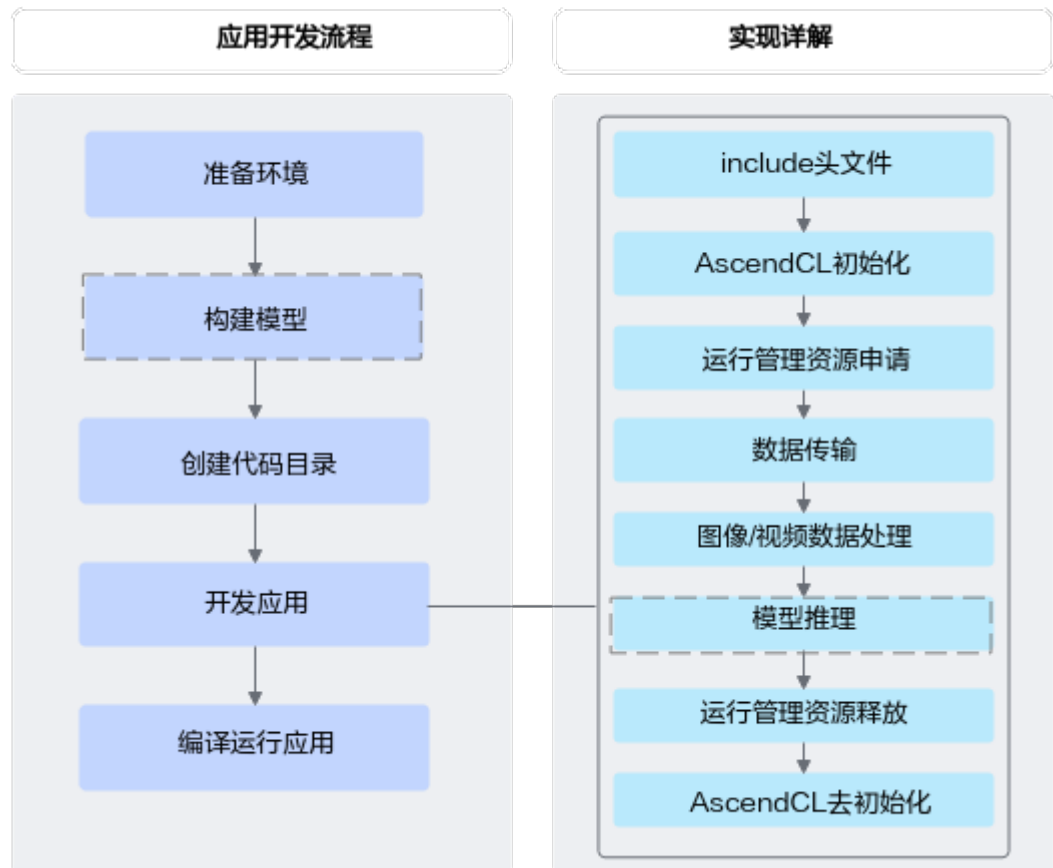 应用开发流程
准备环境
构建模型
创建代码目录
开发应用
编译运行应用
实现详解
include头文件
AscendCL初始化
运行管理资源申请
数据传输
图像/视频数据处理
模型推理
运行管理资源释放
AscendCL去初始化